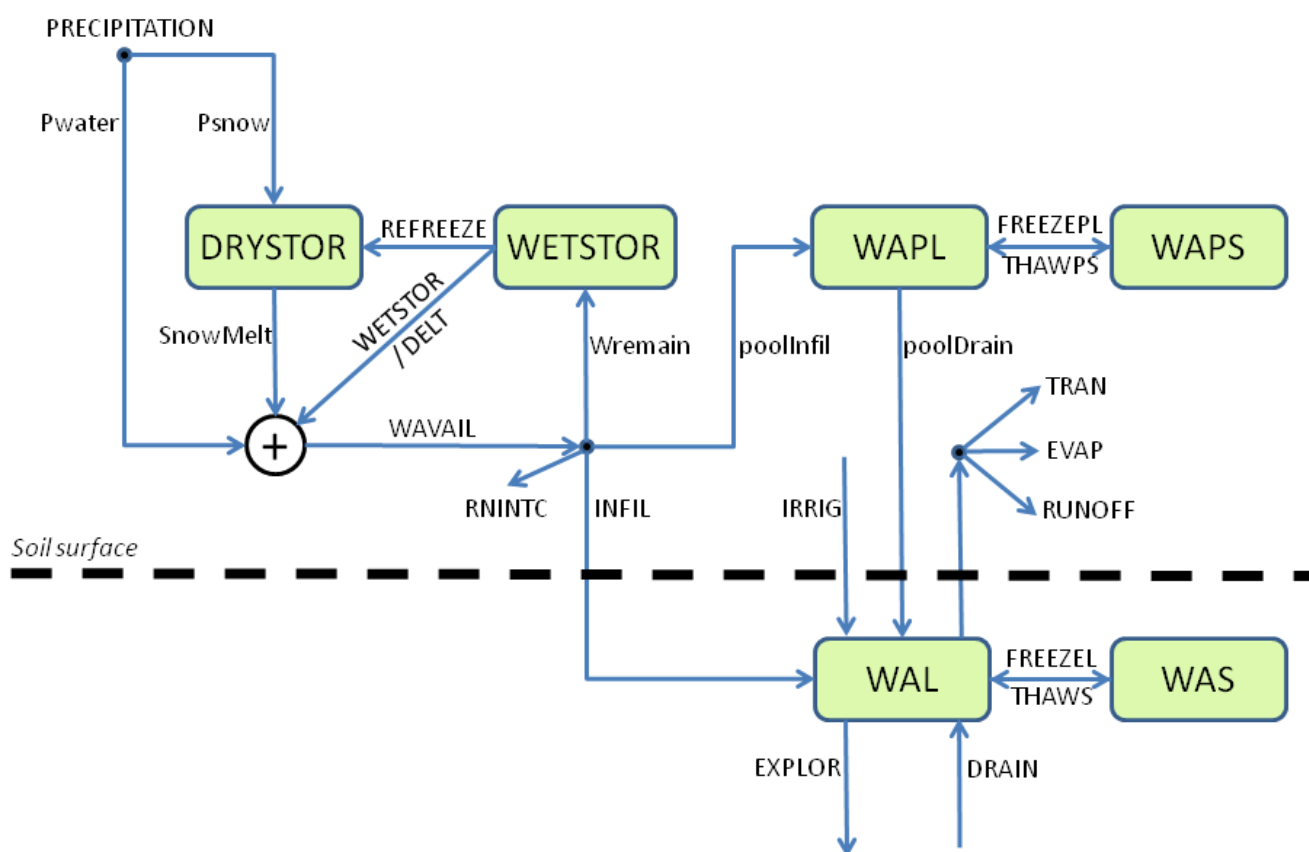 PRECIPITATION
Pwater
Psnow
DRYSTOR
REFREEZE
WETSTOR
WAPL
FREEZEPL
THAWPS
WAPS
SnowMelt
WETSTOR
/DELT
Wremain
poolInfil
poolDrain
TRAN
+
WAVAIL
EVAP
RNINTC
INFIL
IRRIG
RUNOFF
Soil surface
WAL
FREEZEL
THAWS
WAS
EXPLOR
DRAIN